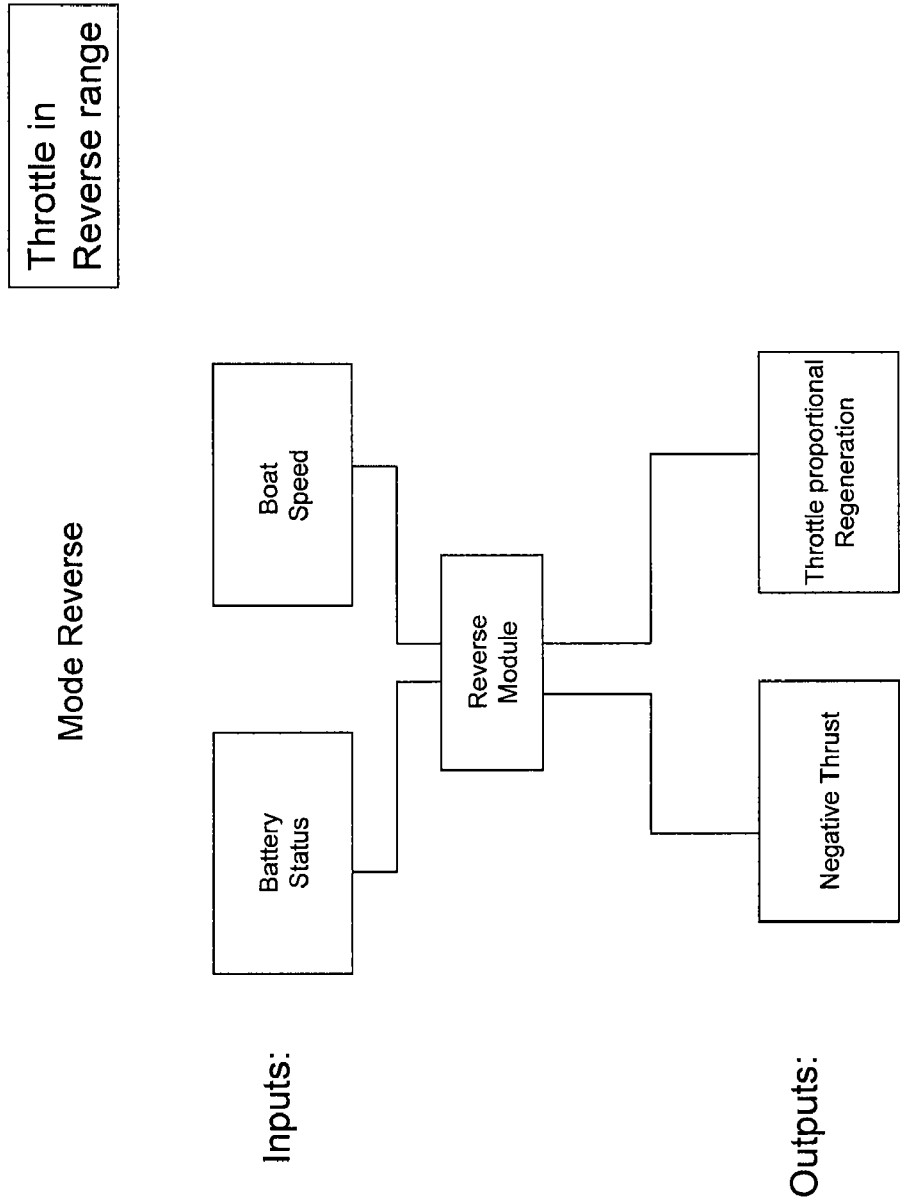 Throttle in
Reverse range
Mode Reverse
Inputs:
Battery
Status
Boat
Speed
Reverse
Module
Outputs:
Negative Thrust
Throttle proportional
Regeneration